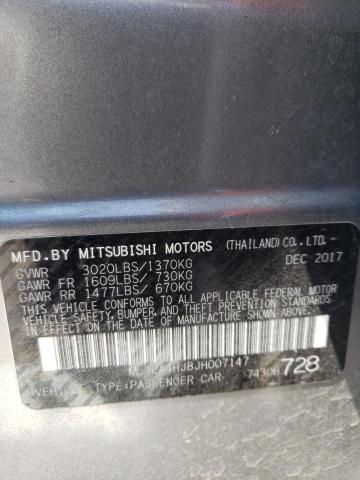 MFD.BY MITSUBISHI MOTORS (THAILAND) CO., LTD.
DEC 2017
GVWR 3020LBS/1370KG
GAWR FR 1609LBS/ 730KG
GAWR RR 1477LBS/ 670KG
THIS VEHICLE CONFORMS TO ALL APPLICABLE
FEDERAL MOTOR VEHICLE SAFETY, BUMPER, AND THEFT
PREVENTION STANDARDS IN EFFECT ON THE DATE OF
MANUFACTURE SHOWN ABOVE.
HJ8JH007147
TYPE:PASSENGER CAR 7430B 728